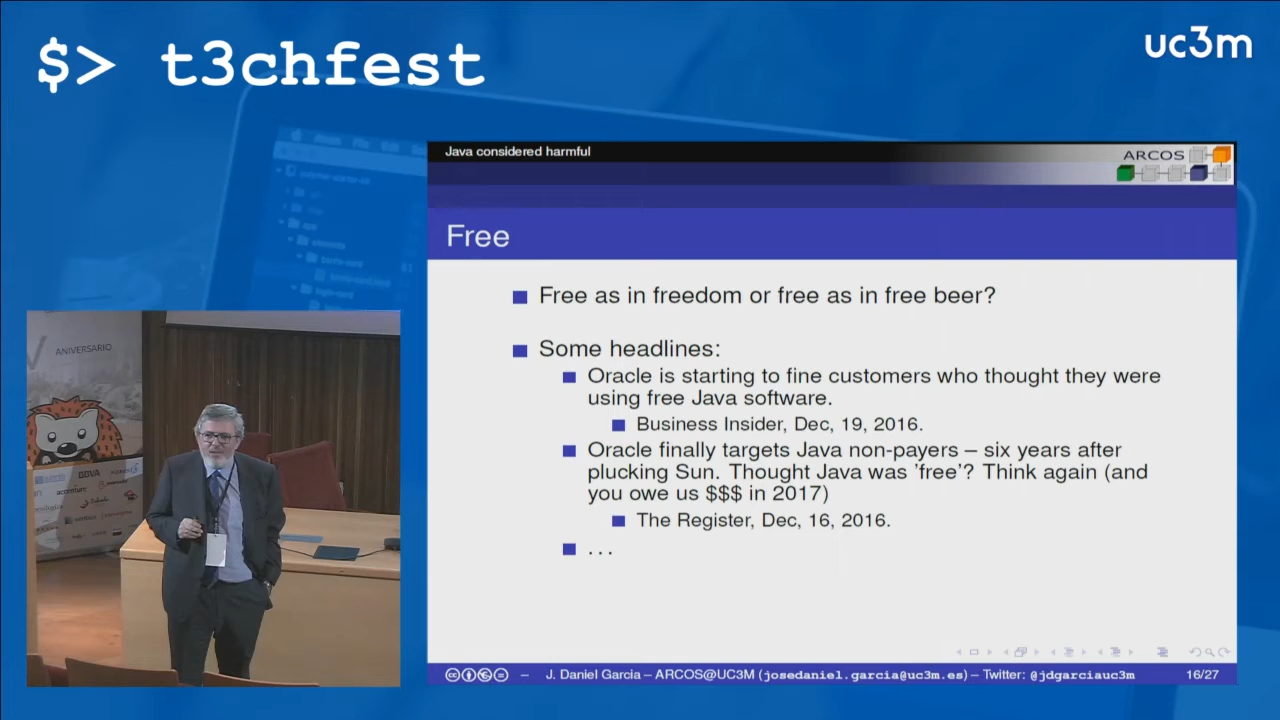 $> t3chfest
uc3m
Java considered harmful
ARCOS
Free
Free as in freedom or free as in free beer?
Some headlines:
Oracle is starting to fine customers who thought they were
using free Java software.
Business Insider, Dec, 19, 2016.
Oracle finally targets Java non-payers – six years after
plucking Sun. Thought Java was 'free'? Think again (and
you owe us $$$ in 2017)
The Register, Dec, 16, 2016.
...
ANIVERSARIO
BBVA
accenture
– J. Daniel Garcia – ARCOS@UC3M (josedaniel.garcia@uc3m.es) – Twitter: @jdgarciauc3m
16/27